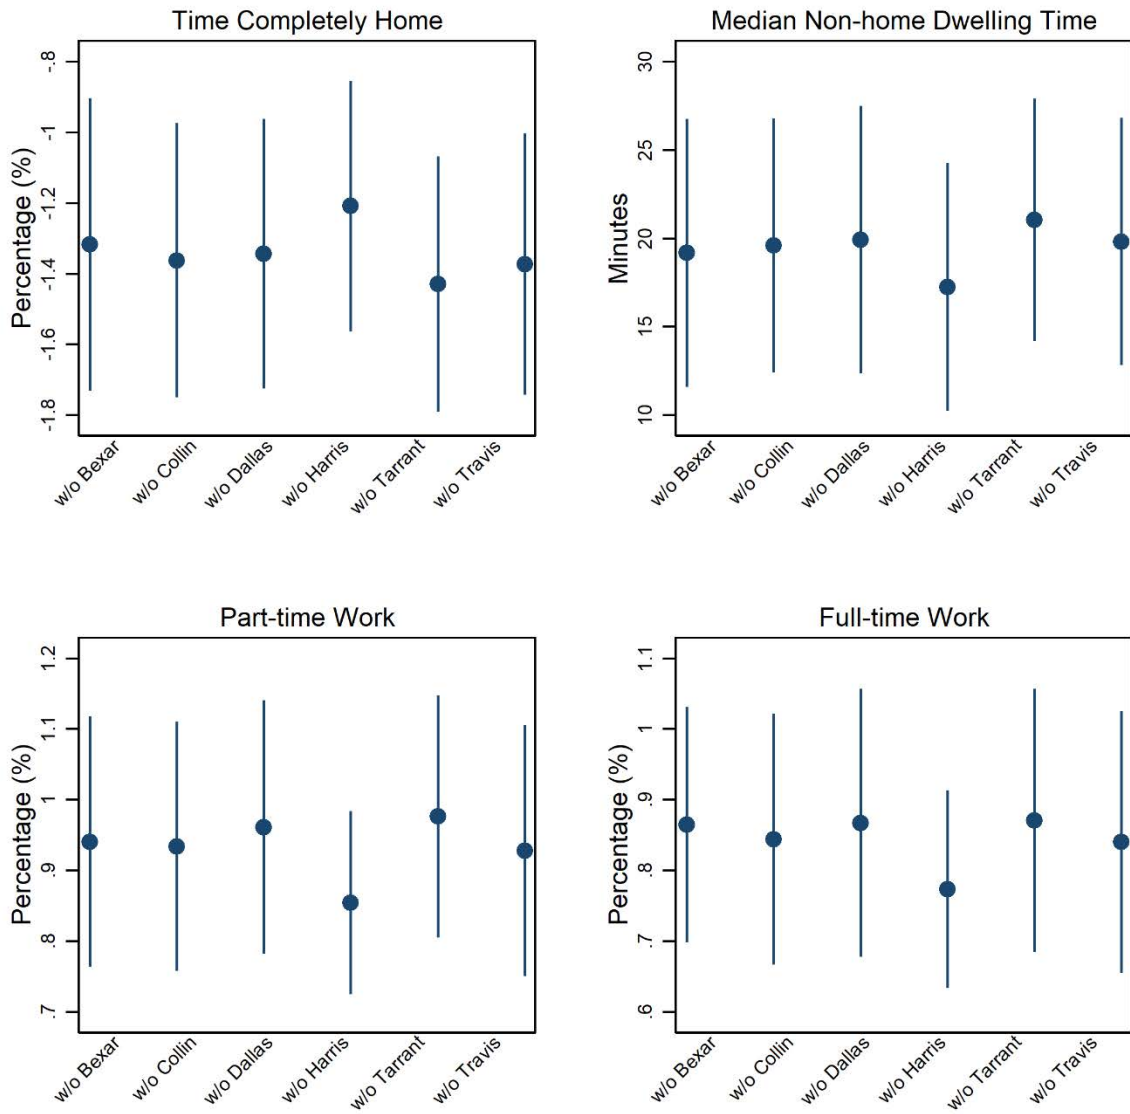 Time Completely Home
Percentage (%)
-.8
-1
-1.2
-1.4
-1.6
-1.8
w/o Bexar
w/o Collin
w/o Dallas
w/o Harris
w/o Tarrant
w/o Travis
Median Non-home Dwelling Time
Minutes
30
25
20
15
10
w/o Bexar
w/o Collin
w/o Dallas
w/o Harris
w/o Tarrant
w/o Travis
Part-time Work
Percentage (%)
1.2
1.1
1
.9
.8
.7
w/o Bexar
w/o Collin
w/o Dallas
w/o Harris
w/o Tarrant
w/o Travis
Full-time Work
Percentage (%)
1.1
1
.9
.8
.7
.6
w/o Bexar
w/o Collin
w/o Dallas
w/o Harris
w/o Tarrant
w/o Travis